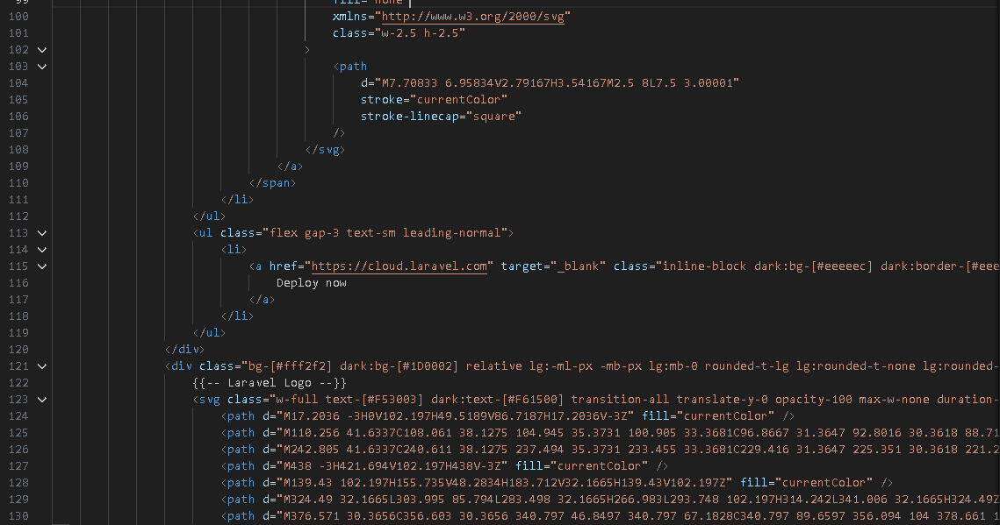 99 fill="none"
100 xmlns="http://www.w3.org/2000/svg"
101 class="w-2.5 h-2.5"
102 >
103 <path
104 d="M7.70833 6.95834V2.79167H3.54167M2.5 8L7.5 3.00001"
105 stroke="currentColor"
106 stroke-linecap="square"
107 />
108 </svg>
109 </a>
110 </span>
111 </li>
112 </ul>
113 <ul class="flex gap-3 text-sm leading-normal">
114 <li>
115 <a href="https://cloud.laravel.com" target="_blank" class="inline-block dark:bg-[#eeeeec] dark:border-[#eee
116 Deploy now
117 </a>
118 </li>
119 </ul>
120 </div>
121 <div class="bg-[#fff2f2] dark:bg-[#1D0002] relative lg:-ml-px -mb-px lg:mb-0 rounded-t-lg lg:rounded-t-none lg:rounded-
122 {{-- Laravel Logo --}}
123 <svg class="w-full text-[#F53003] dark:text-[#F61500] transition-all translate-y-0 opacity-100 max-w-none duration-
124 <path d="M17.2036 -3H0V102.197H49.5189V86.7187H17.2036V-3Z" fill="currentColor" />
125 <path d="M110.256 41.6337C108.061 38.1275 104.945 35.3731 100.905 33.3681C96.8667 31.3647 92.8016 30.3618 88.71
126 <path d="M242.805 41.6337C240.611 38.1275 237.494 35.3731 233.455 33.3681C229.416 31.3647 225.351 30.3618 221.2
127 <path d="M438 -3H421.694V102.197H438V-3Z" fill="currentColor" />
128 <path d="M139.43 102.197H155.735V48.2834H183.712V32.1665H139.43V102.197Z" fill="currentColor" />
129 <path d="M324.49 32.1665L303.995 85.794L283.498 32.1665H266.983L293.748 102.197H314.242L341.006 32.1665H324.49Z
130 <path d="M376.571 30.3656C356.603 30.3656 340.797 46.8497 340.797 67.1828C340.797 89.6597 356.094 104 378.661 1